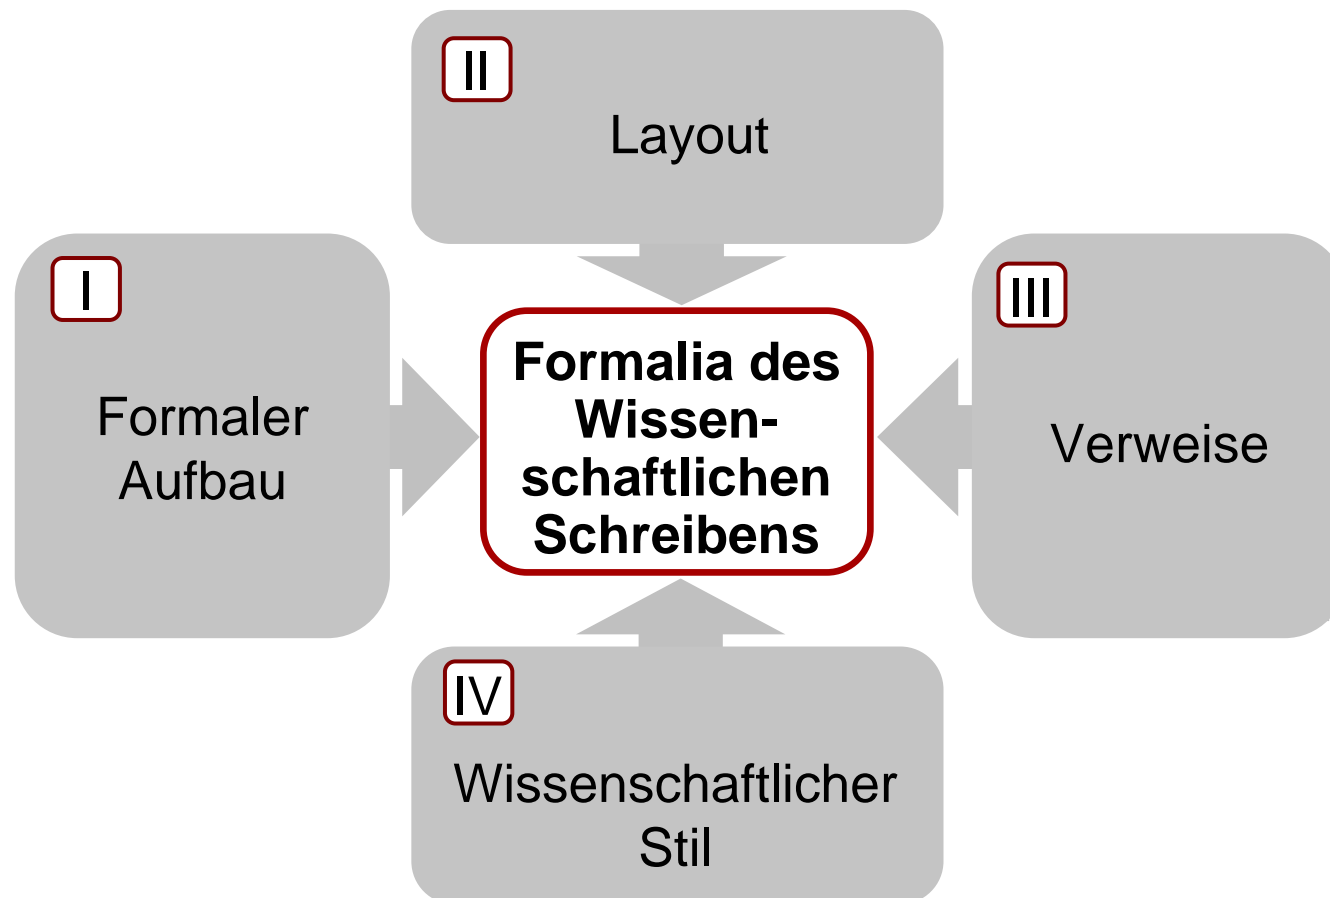 II
Layout
I
Formaler
Aufbau
III
Verweise
Formalia des
Wissen-
schaftlichen
Schreibens
IV
Wissenschaftlicher
Stil